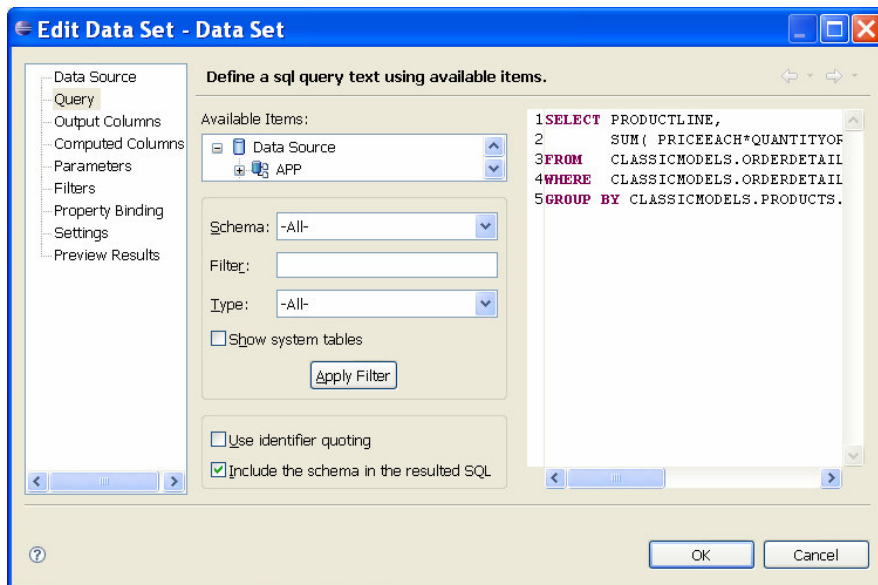 Edit Data Set - Data Set
Data Source
Query
Output Columns
Computed Columns
Parameters
Filters
Property Binding
Settings
Preview Results
Define a sql query text using available items.
Available Items:
Data Source
APP
Schema: -All-
Filter:
Type: -All-
Show system tables
Apply Filter
Use identifier quoting
Include the schema in the resulted SQL
1SELECT PRODUCTLINE,
2 SUM( PRICEEACH*QUANTITYOR
3FROM CLASSICMODELS.ORDERDETAIL
4WHERE CLASSICMODELS.ORDERDETAIL
5GROUP BY CLASSICMODELS.PRODUCTS.
?
OK Cancel